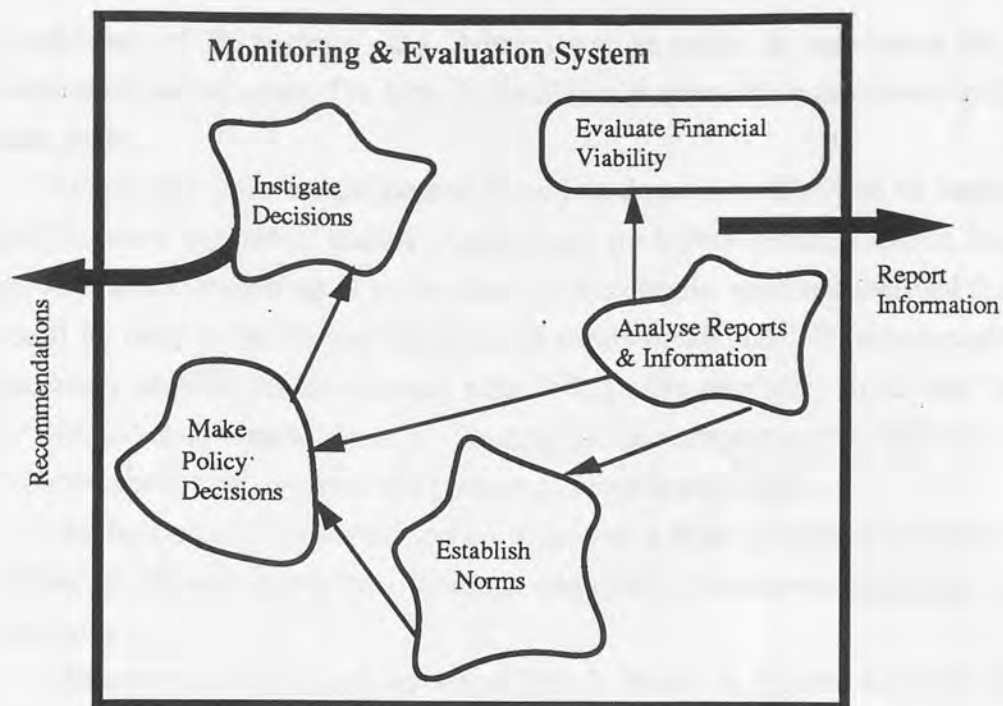 Monitoring & Evaluation System
Evaluate Financial
Viability
Instigate
Decisions
Report
Information
Recommendations
Analyse Reports
& Information
Make
Policy
Decisions
Establish
Norms